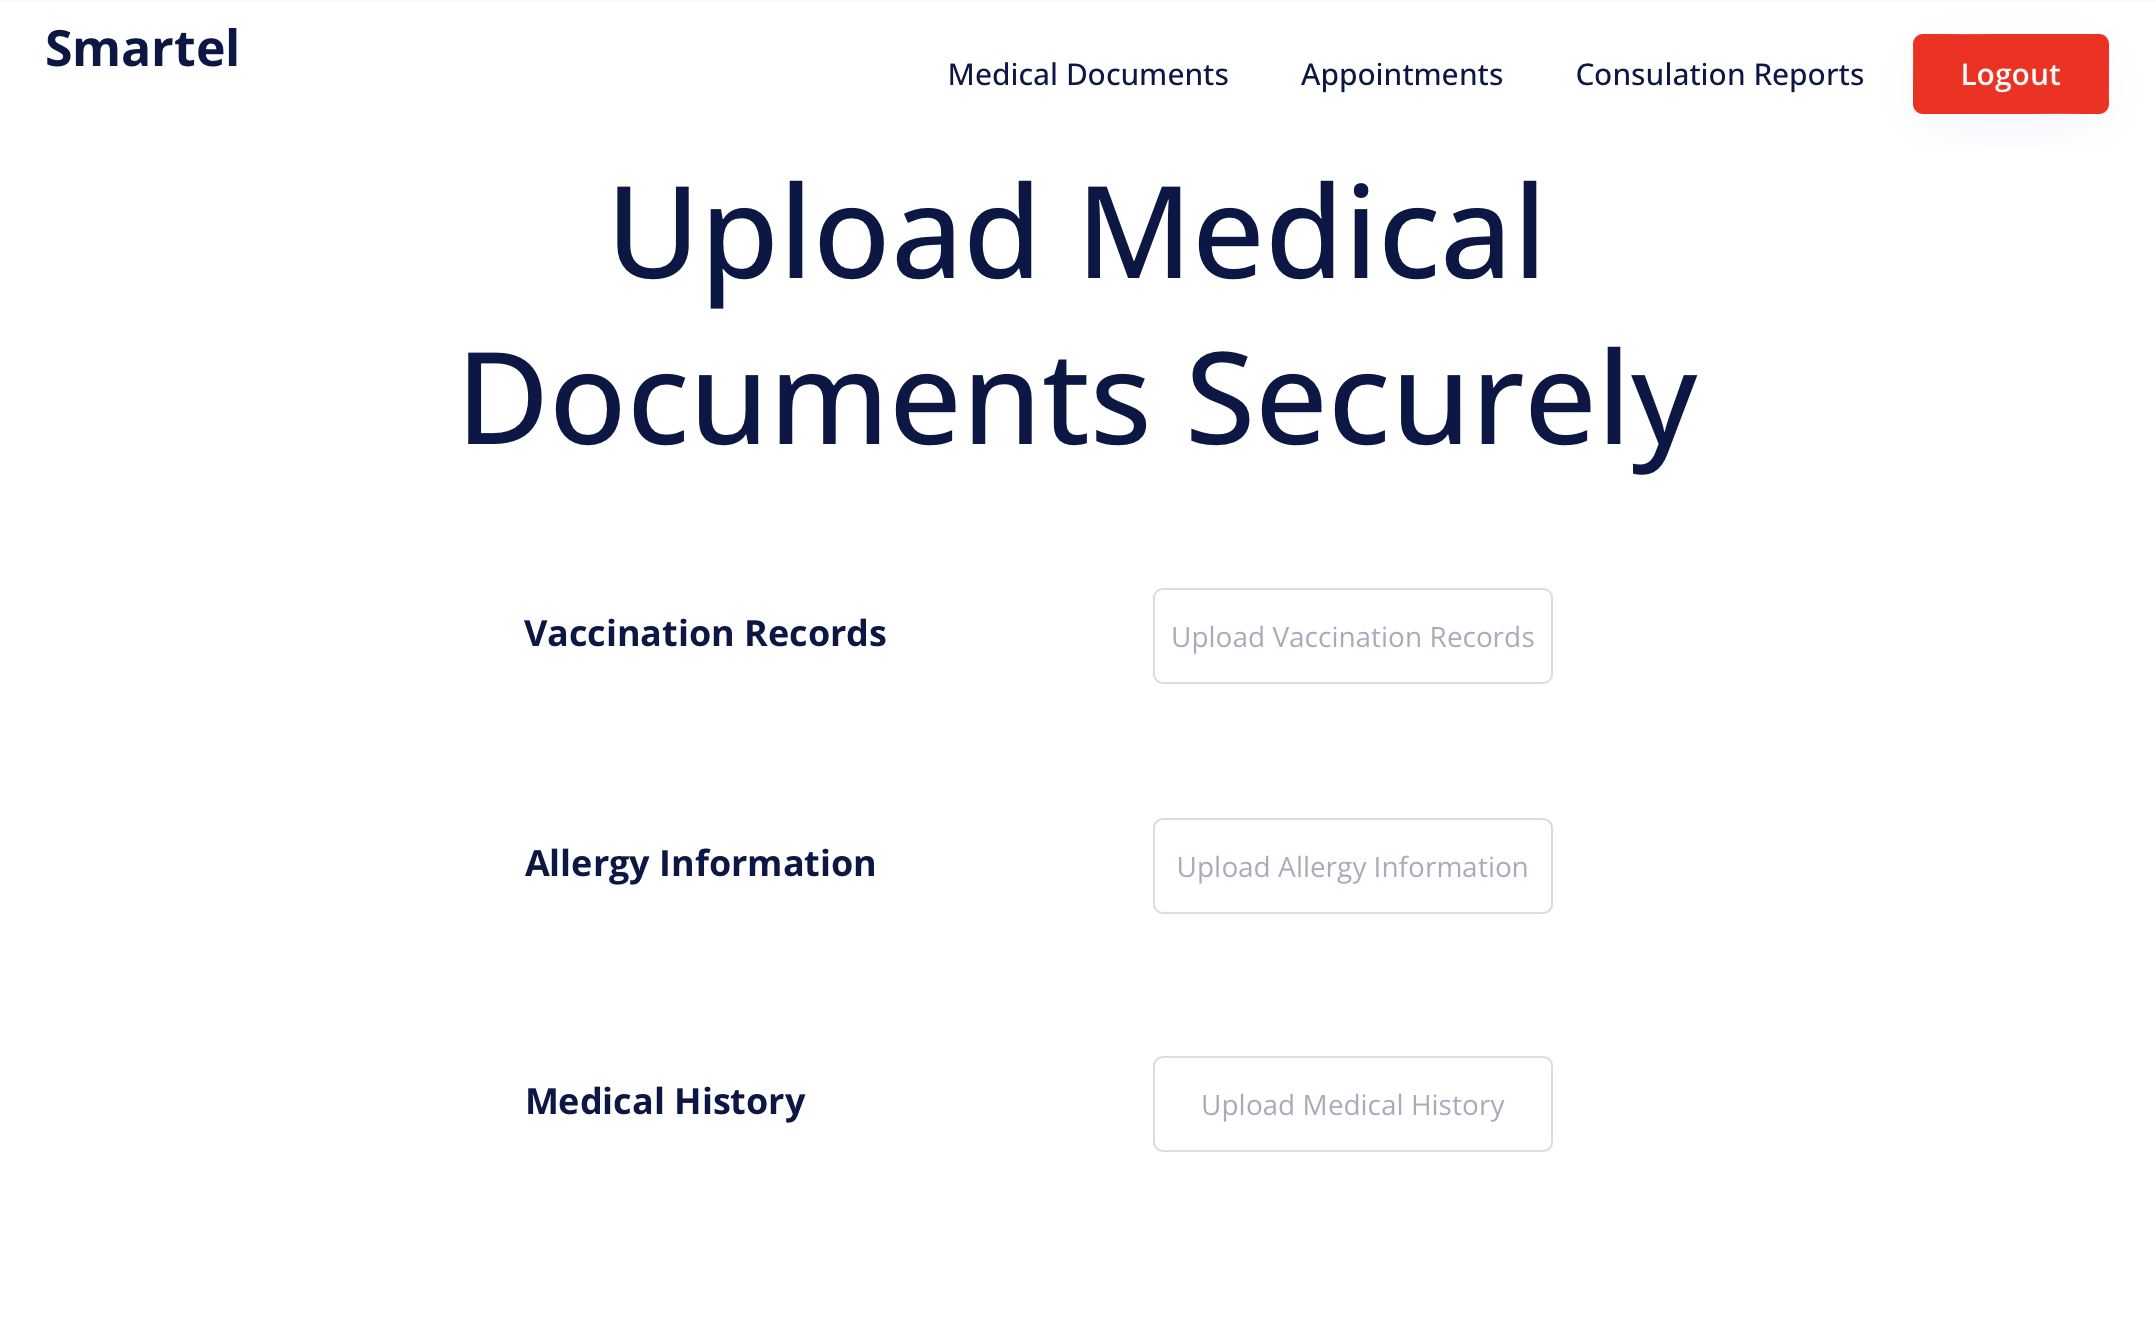 Smartel
Medical Documents
Appointments
Consulation Reports
Logout
Upload Medical
Documents Securely
Vaccination Records
Upload Vaccination Records
Allergy Information
Upload Allergy Information
Medical History
Upload Medical History